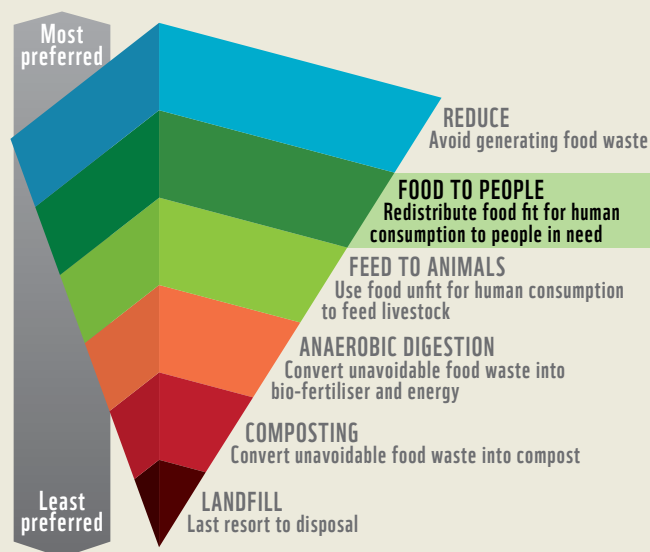 Most
preferred
REDUCE
Avoid generating food waste
FOOD TO PEOPLE
Redistribute food fit for human
consumption to people in need
FEED TO ANIMALS
Use food unfit for human consumption
to feed livestock
ANAEROBIC DIGESTION
Convert unavoidable food waste into
bio-fertiliser and energy
COMPOSTING
Convert unavoidable food waste into compost
Least
preferred
LANDFILL
Last resort to disposal